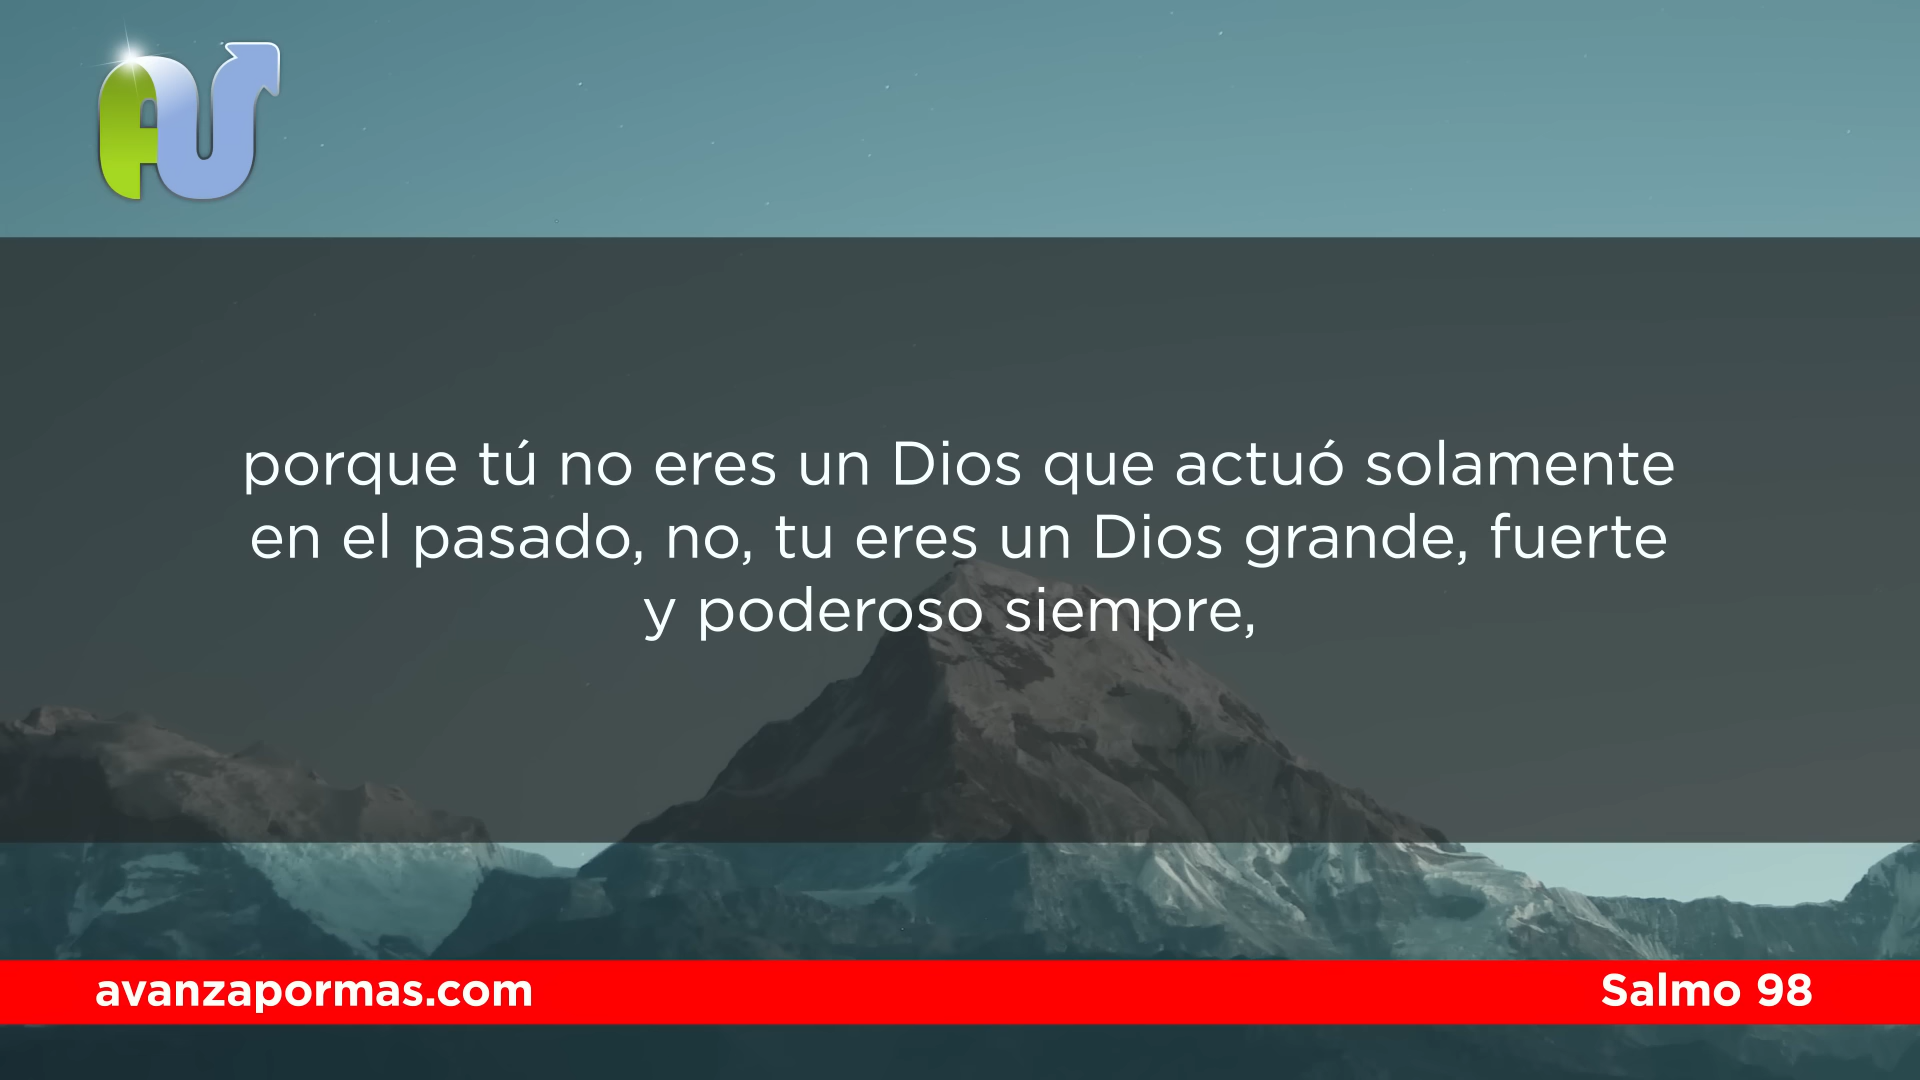 porque tú no eres un Dios que actuó solamente
en el pasado, no, tu eres un Dios grande, fuerte
y poderoso siempre,
avanzapormas.com
Salmo 98